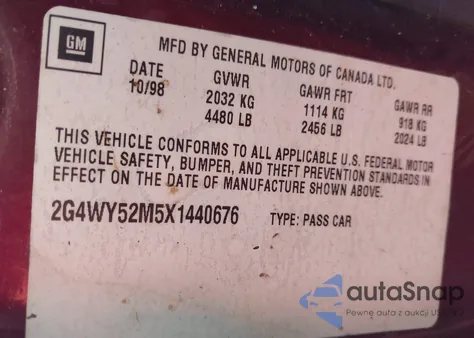 GM
MFD BY GENERAL MOTORS OF CANADA LTD.
DATE GVWR GAWR FRT GAWR RR
10/98 2032 KG 1114 KG 918 KG
4480 LB 2456 LB 2024 LB
THIS VEHICLE CONFORMS TO ALL APPLICABLE U.S. FEDERAL MOTOR
VEHICLE SAFETY, BUMPER, AND THEFT PREVENTION STANDARDS IN
EFFECT ON THE DATE OF MANUFACTURE SHOWN ABOVE.
2G4WY52M5X1440676 TYPE: PASS CAR
autaSnap
Pewne auta z aukcji